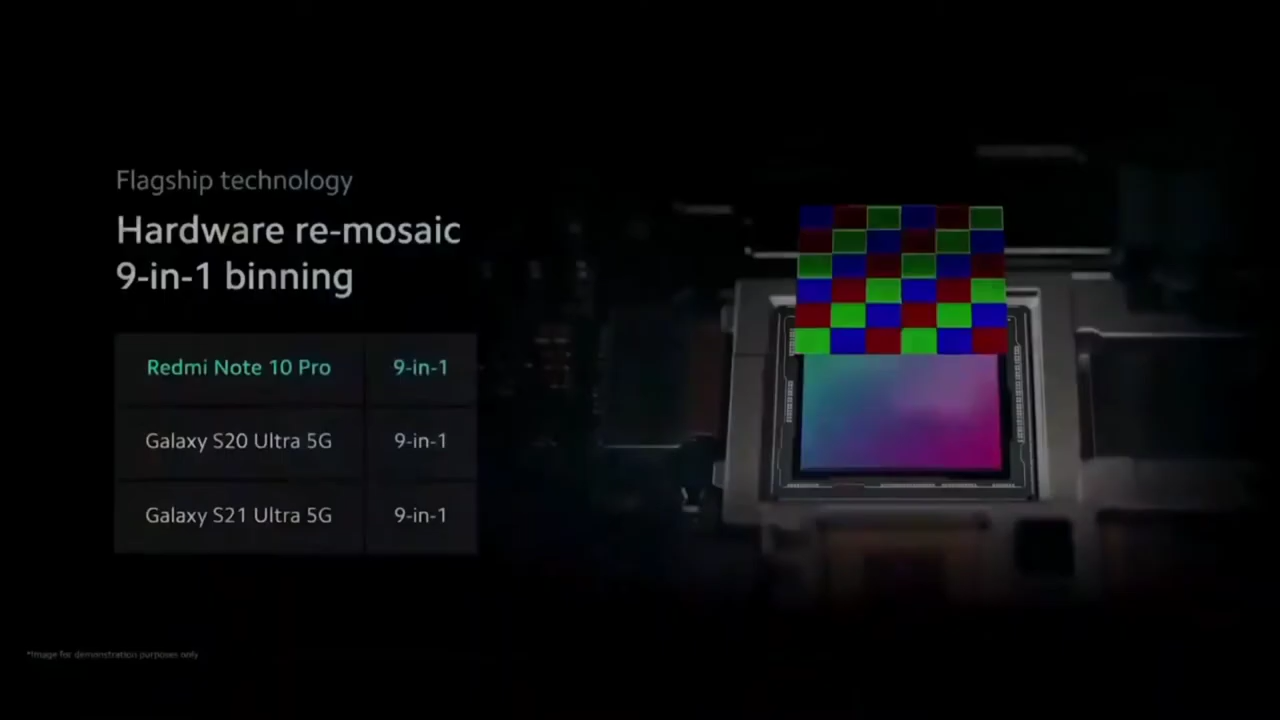 Flagship technology
Hardware re-mosaic
9-in-1 binning
Redmi Note 10 Pro 9-in-1
Galaxy S20 Ultra 5G 9-in-1
Galaxy S21 Ultra 5G 9-in-1
*Image for demonstration purposes only